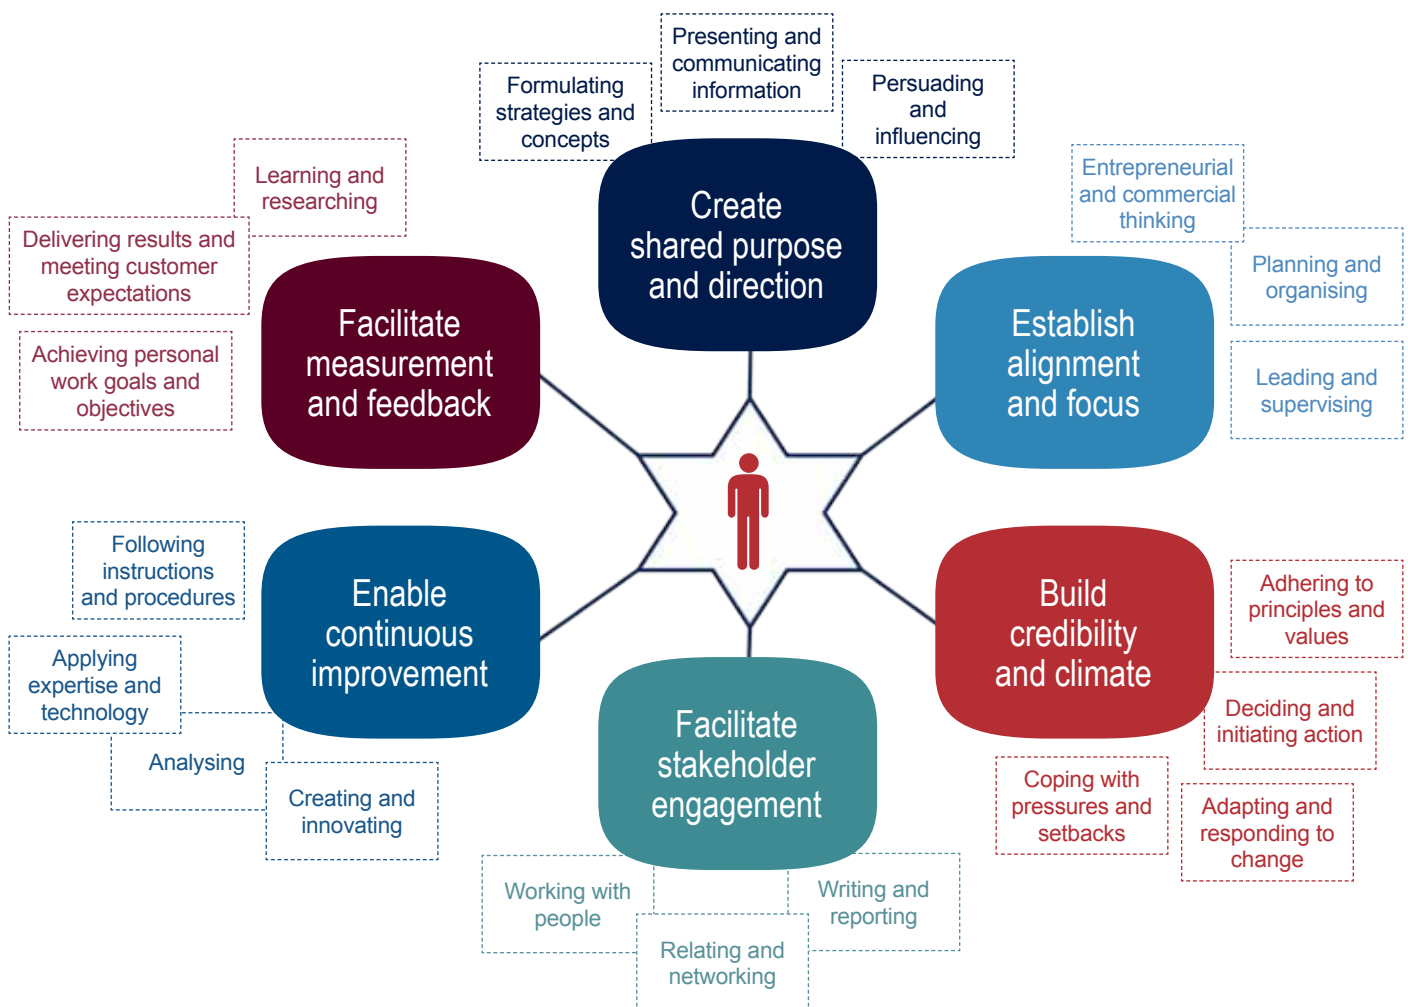 Presenting and
communicating
information
Formulating
strategies and
concepts
Persuading
and
influencing
Create
shared purpose
and direction
Entrepreneurial
and commercial
thinking
Planning and
organising
Leading and
supervising
Establish
alignment
and focus
Learning and
researching
Delivering results and
meeting customer
expectations
Achieving personal
work goals and
objectives
Facilitate
measurement
and feedback
Following
instructions
and procedures
Applying
expertise and
technology
Analysing
Creating and
innovating
Enable
continuous
improvement
Build
credibility
and climate
Adhering to
principles and
values
Deciding and
initiating action
Coping with
pressures and
setbacks
Adapting and
responding to
change
Facilitate
stakeholder
engagement
Working with
people
Writing and
reporting
Relating and
networking